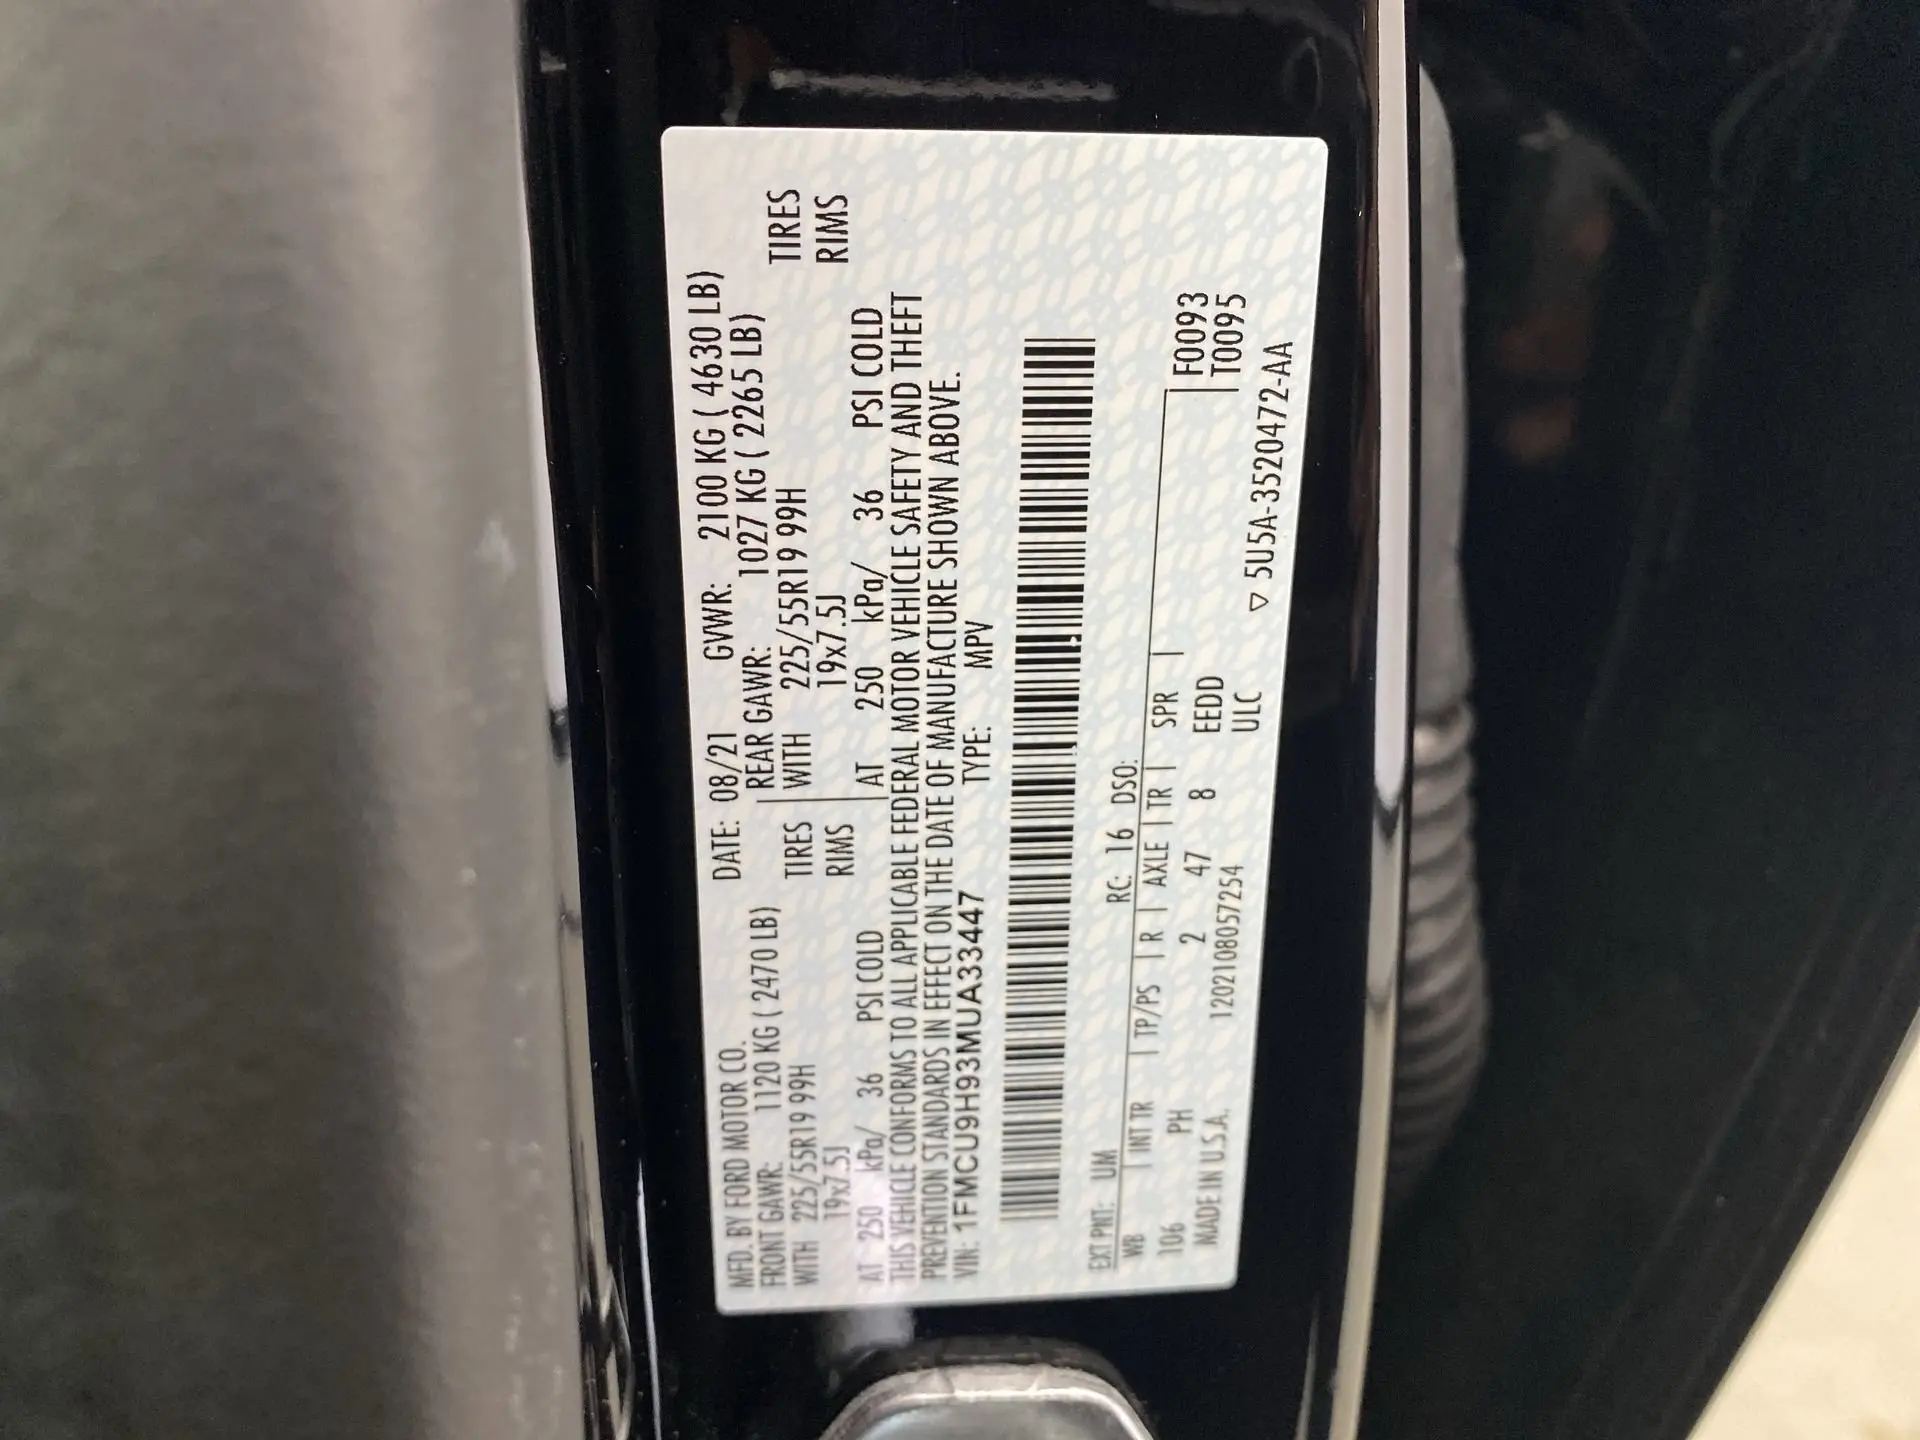 MFD. BY FORD MOTOR CO. DATE: 08/21 GVWR: 2100 KG ( 4630 LB)
FRONT GAWR: 1120 KG ( 2470 LB) REAR GAWR: 1027 KG ( 2265 LB)
WITH 225/55R19 99H TIRES WITH 225/55R19 99H TIRES
19x7.5J RIMS 19x7.5J RIMS
AT 250 kPa/ 36 PSI COLD AT 250 kPa/ 36 PSI COLD
THIS VEHICLE CONFORMS TO ALL APPLICABLE FEDERAL MOTOR VEHICLE SAFETY AND THEFT
PREVENTION STANDARDS IN EFFECT ON THE DATE OF MANUFACTURE SHOWN ABOVE.
VIN: 1FMCU9H93MUA33447 TYPE: MPV
EXT PNT: UM RC: 16 DSO:
WB | INT TR | TP/PS | R | AXLE | TR | SPR | F0093
106 PH 2 47 8 EEDD T0095
MADE IN U.S.A. 1202108057254 ULC
▽ 5U5A-3520472-AA